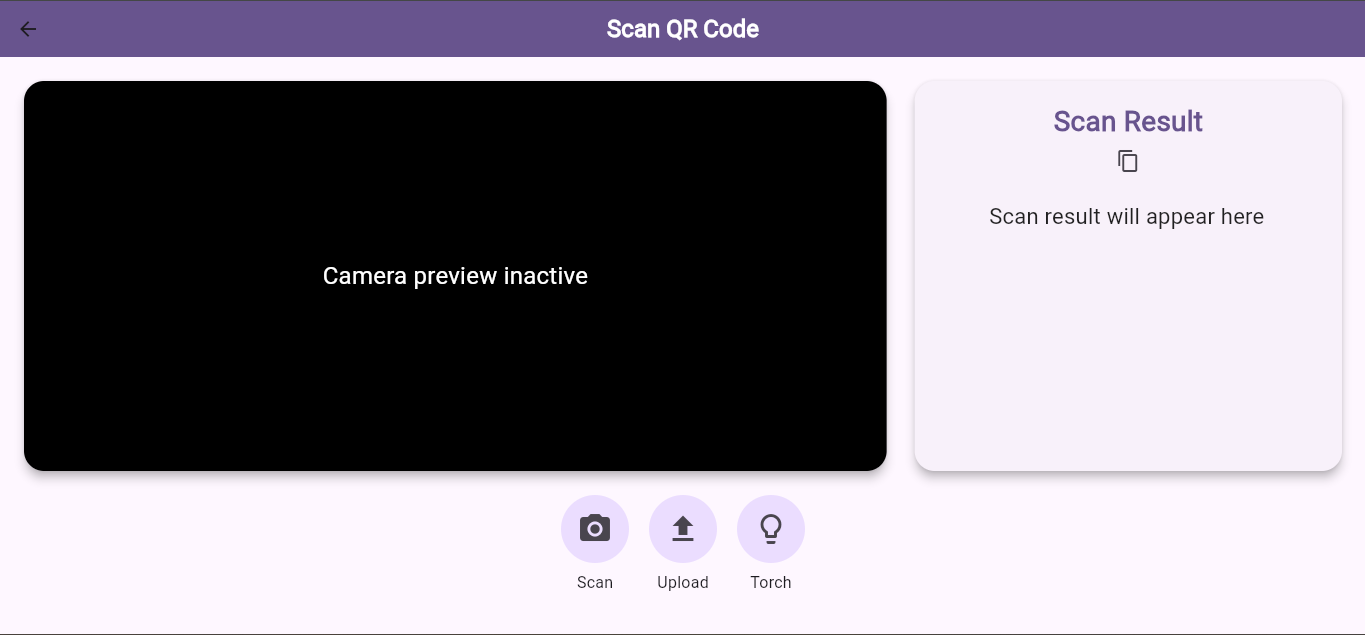 Scan QR Code
Camera preview inactive
Scan Result
Scan result will appear here
Scan
Upload
Torch